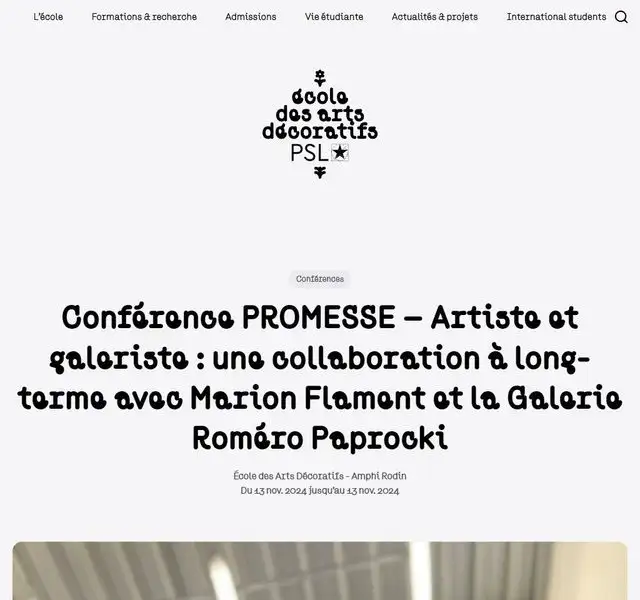 L'école Formations & recherche Admissions Vie étudiante Actualités & projets International students
école
des arts
décoratifs
PSL★
Conférences
Conférence PROMESSE – Artiste et
galeriste : une collaboration à long-
terme avec Marion Flament et la Galerie
Roméro Paprocki
École des Arts Décoratifs - Amphi Rodin
Du 13 nov. 2024 jusqu'au 13 nov. 2024